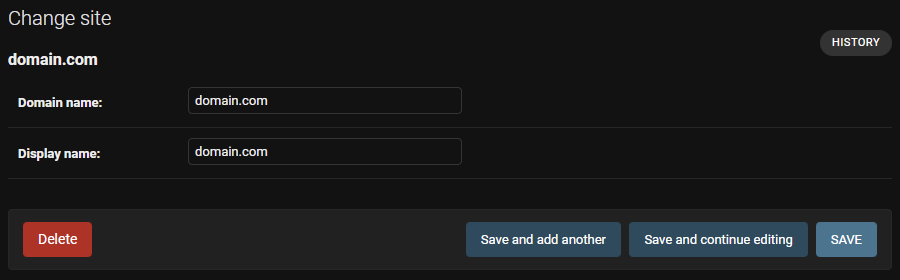 Change site
HISTORY
domain.com
Domain name: domain.com
Display name: domain.com
Delete Save and add another Save and continue editing SAVE